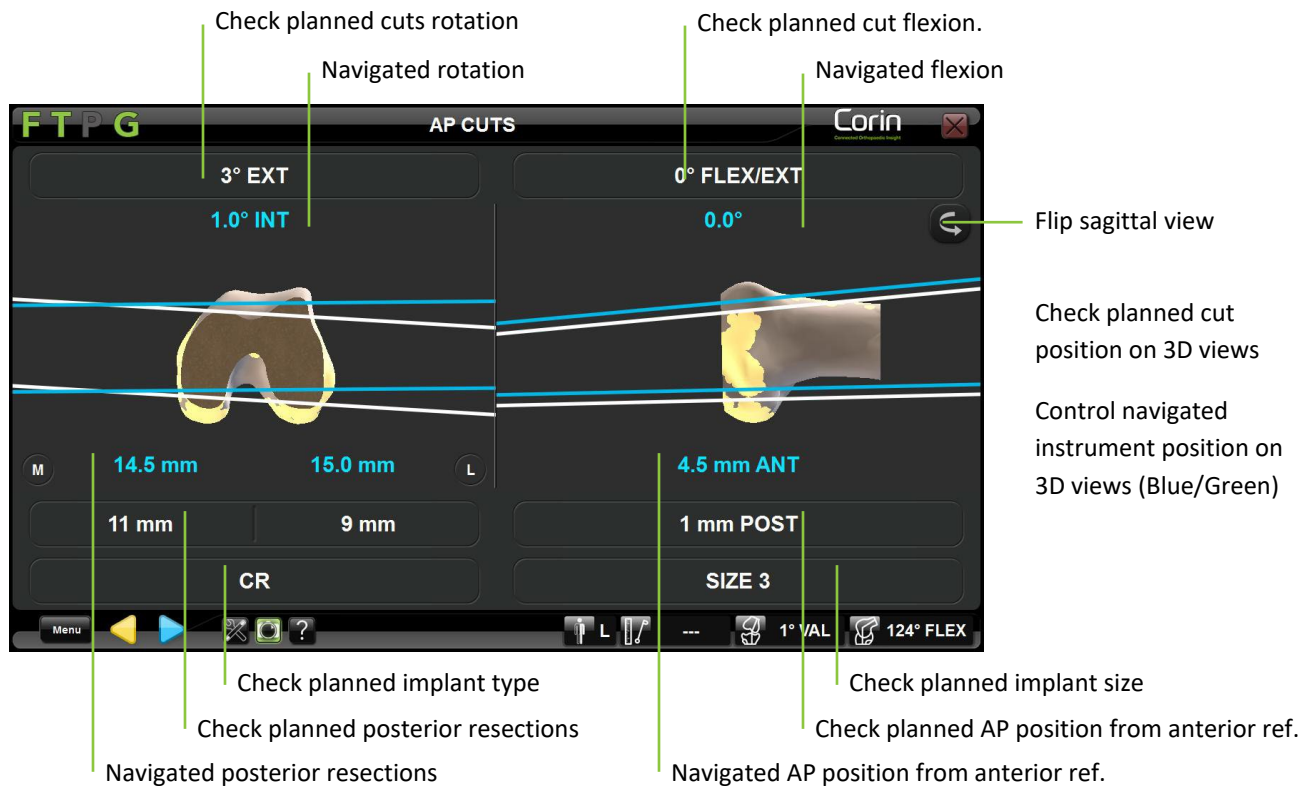 Check planned cuts rotation
Check planned cut flexion.
Navigated rotation
Navigated flexion
F T P G
AP CUTS
Corin
Connected Orthopaedic Insight
3° EXT
0° FLEX/EXT
1.0° INT
0.0°
Flip sagittal view
Check planned cut
position on 3D views
Control navigated
instrument position on
3D views (Blue/Green)
M
14.5 mm
15.0 mm
L
4.5 mm ANT
11 mm
9 mm
1 mm POST
CR
SIZE 3
Menu
?
L
---
1° VAL
124° FLEX
Check planned implant type
Check planned implant size
Check planned posterior resections
Check planned AP position from anterior ref.
Navigated posterior resections
Navigated AP position from anterior ref.